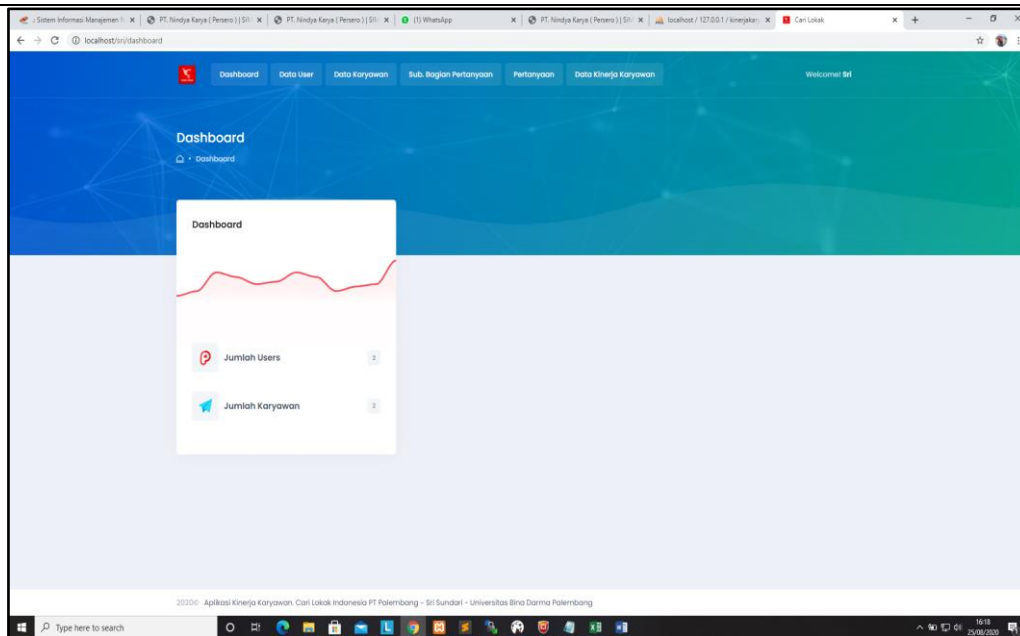 : Sistem Informasi Manajemen
PT. Nindya Karya ( Persero ) | Sif
PT. Nindya Karya ( Persero ) | Sif
(1) WhatsApp
PT. Nindya Karya ( Persero ) | Sif
localhost / 127.0.0.1 / kinerjakar
Cari Lokak
localhost/sri/dashboard
Dashboard Data User Data Karyawan Sub. Bagian Pertanyaan Pertanyaan Data Kinerja Karyawan Welcome! Sri
Dashboard
Dashboard
Dashboard
Jumlah Users 2
Jumlah Karyawan 2
2020© Aplikasi Kinerja Karyawan. Cari Lokak Indonesia PT Palembang - Sri Sundari - Universitas Bina Darma Palembang
Type here to search
16:18
25/08/2020